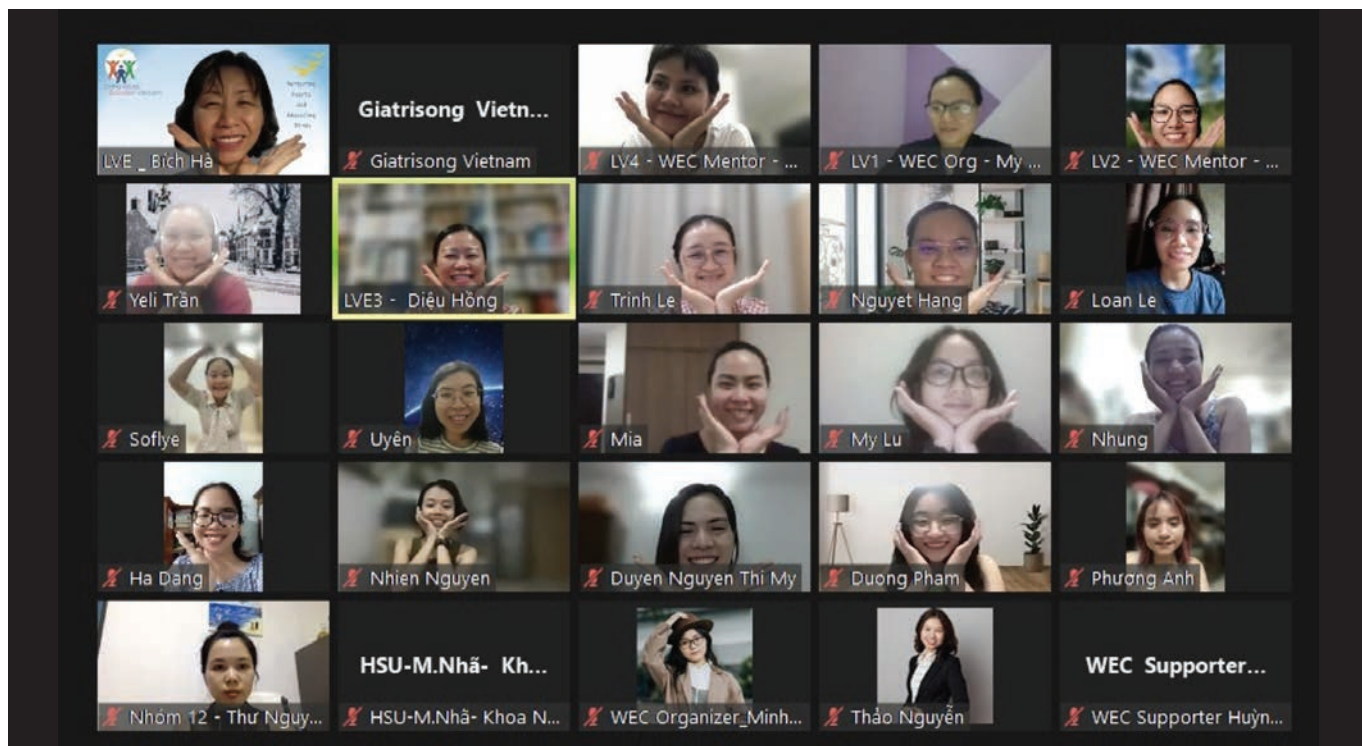 LVE _ Bích Hà
Giatrisong Vietn...
Giatrisong Vietnam
LV4 - WEC Mentor - ...
LV1 - WEC Org - My ...
LV2 - WEC Mentor - ...
Yeli Trần
LVE3 - Diệu Hồng
Trinh Le
Nguyet Hang
Loan Le
Soflye
Uyên
Mia
My Lu
Nhung
Ha Dang
Nhien Nguyen
Duyen Nguyen Thi My
Duong Pham
Phương Anh
Nhóm 12 - Thư Nguy...
HSU-M.Nhã- Kh...
HSU-M.Nhã- Khoa N...
WEC Organizer_Minh...
Thảo Nguyễn
WEC Supporter...
WEC Supporter Huỳn...